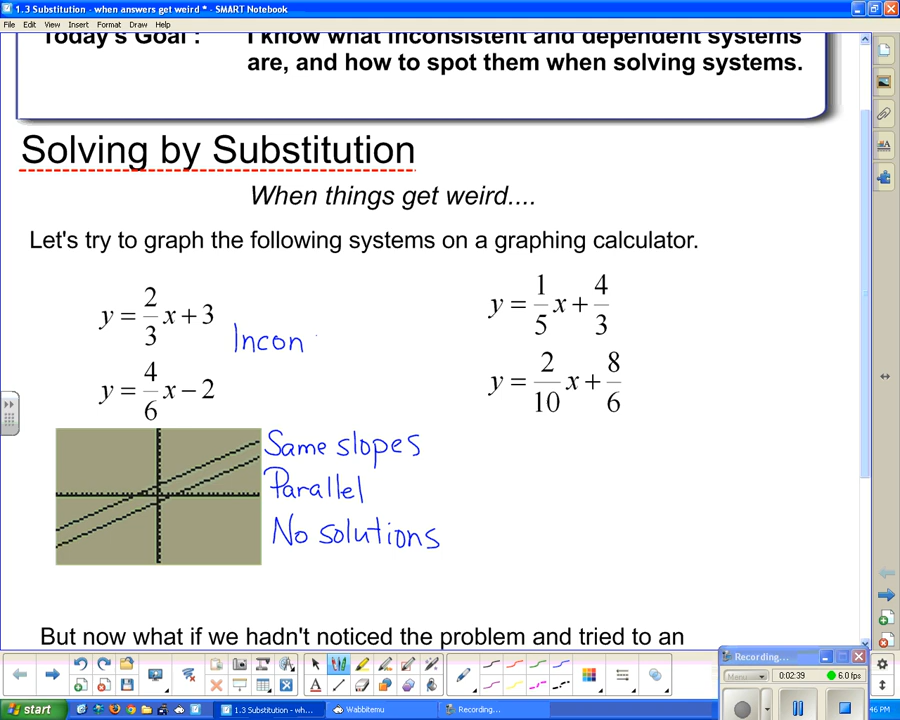 1.3 Substitution - when answers get weird * - SMART Notebook
File Edit View Insert Format Draw Help
Today's Goal : I know what inconsistent and dependent systems
are, and how to spot them when solving systems.
Solving by Substitution
When things get weird....
Let's try to graph the following systems on a graphing calculator.
y = 2/3 x + 3
Incon
y = 4/6 x − 2
y = 1/5 x + 4/3
y = 2/10 x + 8/6
Same slopes
Parallel
No solutions
But now what if we hadn't noticed the problem and tried to an
Recording...
Menu
0:02:39
6.0 fps
start
1.3 Substitution - wh...
Wabbitemu
Recording...
46 PM